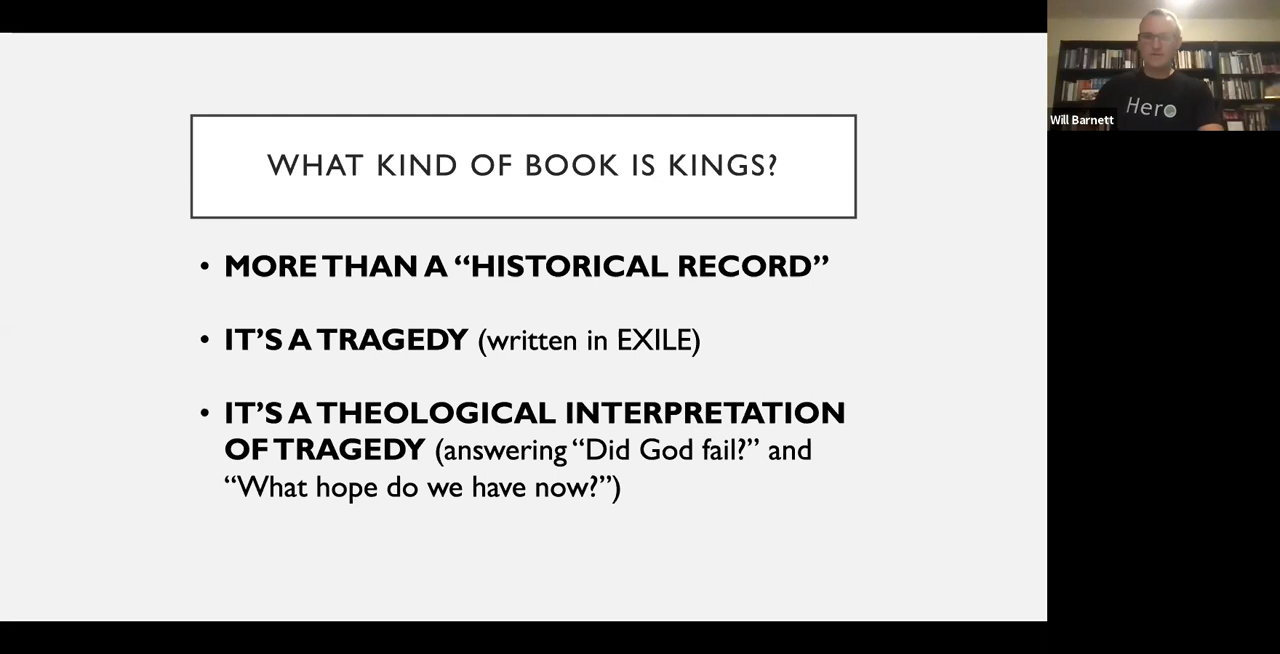 WHAT KIND OF BOOK IS KINGS?
• MORE THAN A “HISTORICAL RECORD”
• IT’S A TRAGEDY (written in EXILE)
• IT’S A THEOLOGICAL INTERPRETATION
OF TRAGEDY (answering “Did God fail?” and
“What hope do we have now?”)
Hero
Will Barnett